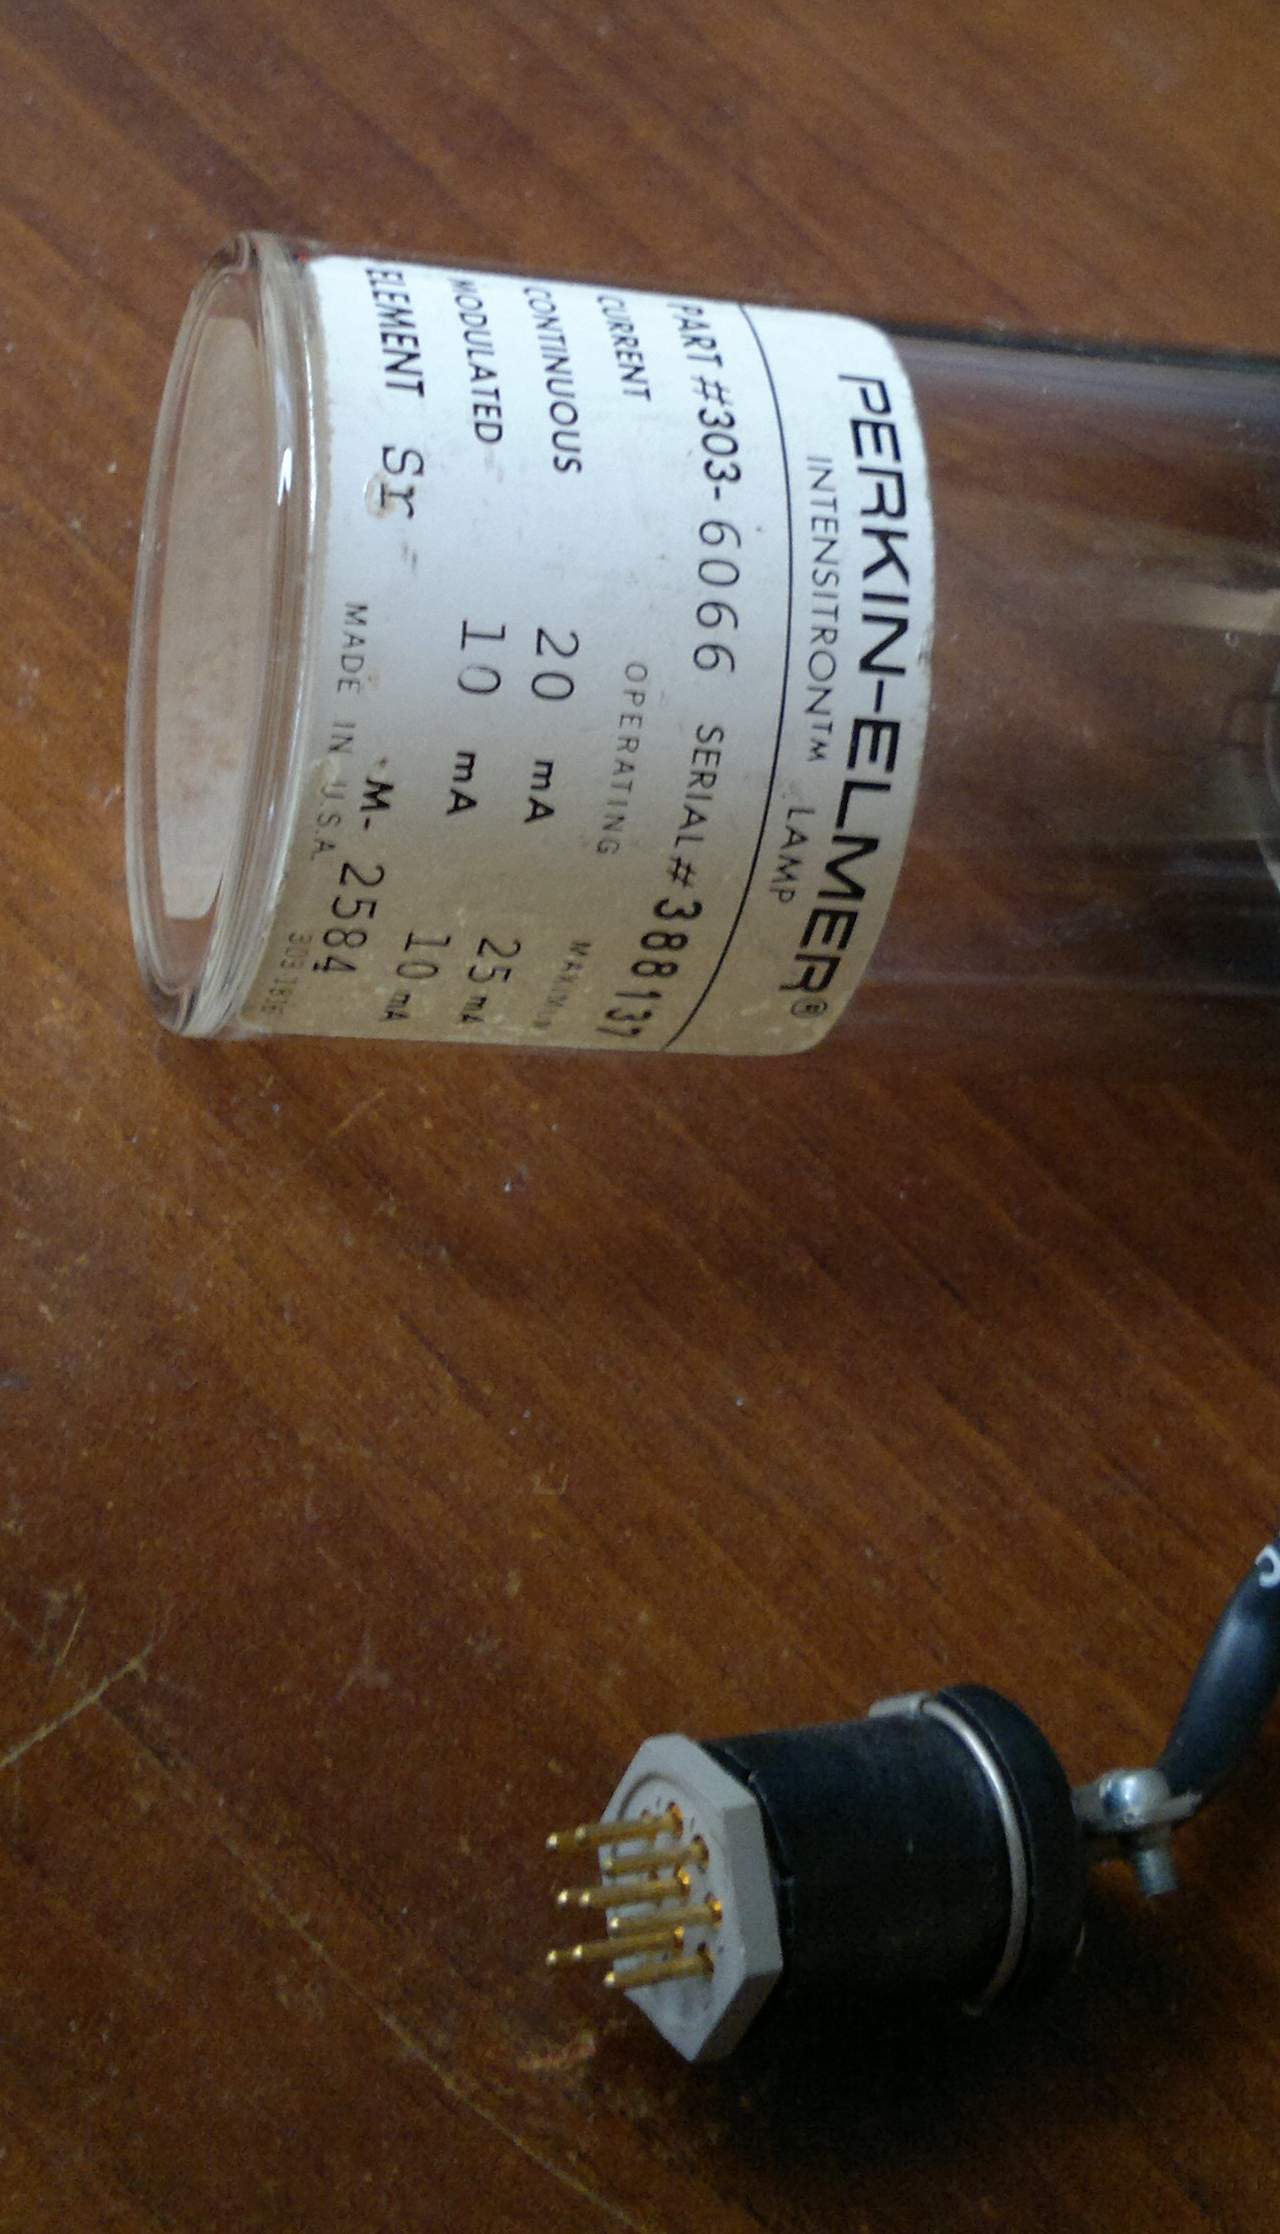 PERKIN-ELMER®
INTENSITRON™ LAMP
PART #303-6066 SERIAL #388137
CURRENT OPERATING MAXIMUM
CONTINUOUS 20 mA 25 mA
MODULATED 10 mA 10 mA
ELEMENT Sr M-2584
MADE IN U.S.A.